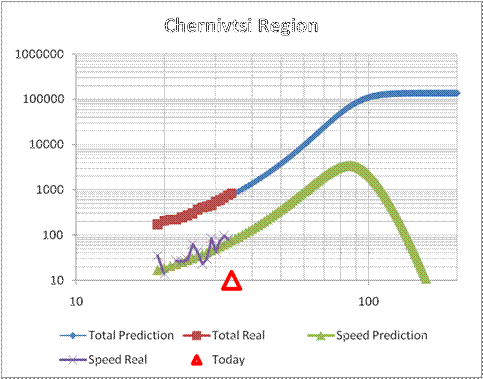 Chernivtsi Region
1000000
100000
10000
1000
100
10
10 100
Total Prediction Total Real Speed Prediction
Speed Real Today